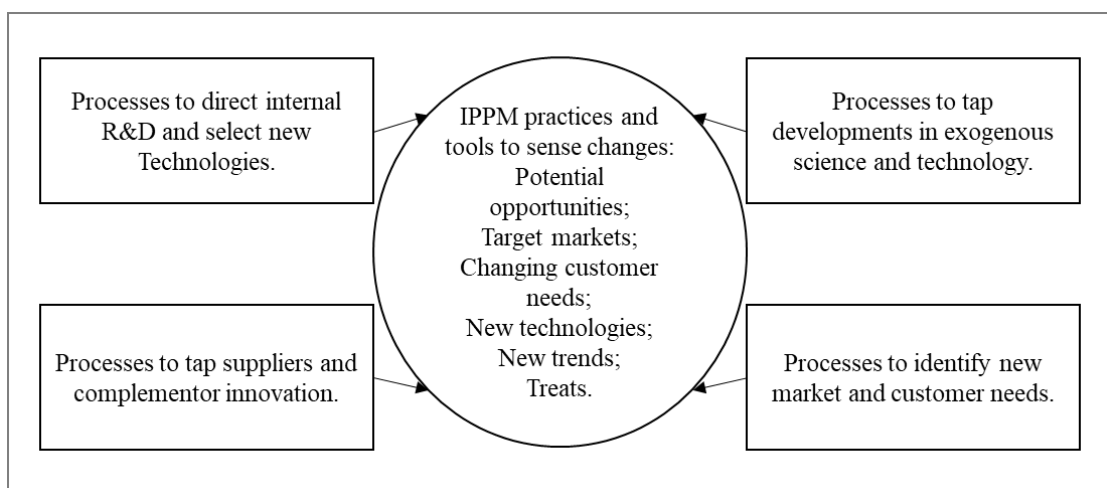 Processes to direct internal
R&D and select new
Technologies.
IPPM practices and
tools to sense changes:
Potential
opportunities;
Target markets;
Changing customer
needs;
New technologies;
New trends;
Treats.
Processes to tap
developments in exogenous
science and technology.
Processes to tap suppliers and
complementor innovation.
Processes to identify new
market and customer needs.